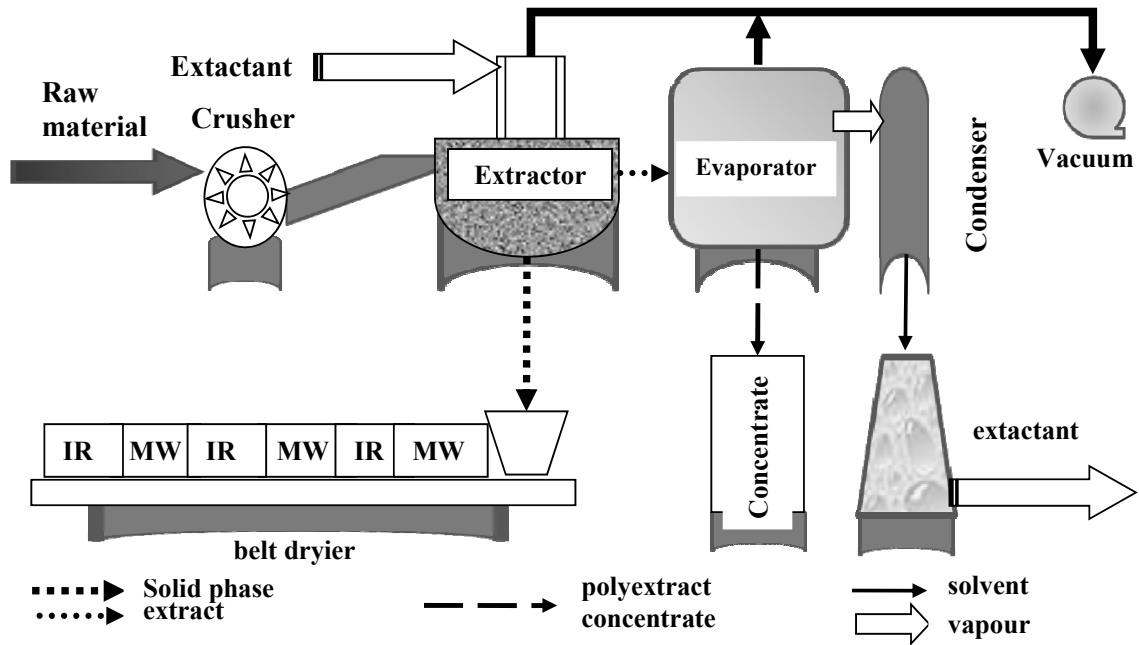 Extactant
Raw
material
Crusher
Extractor
Evaporator
Condenser
Vacuum
IR
MW
IR
MW
IR
MW
Concentrate
extactant
belt dryier
Solid phase
extract
polyextract
concentrate
solvent
vapour